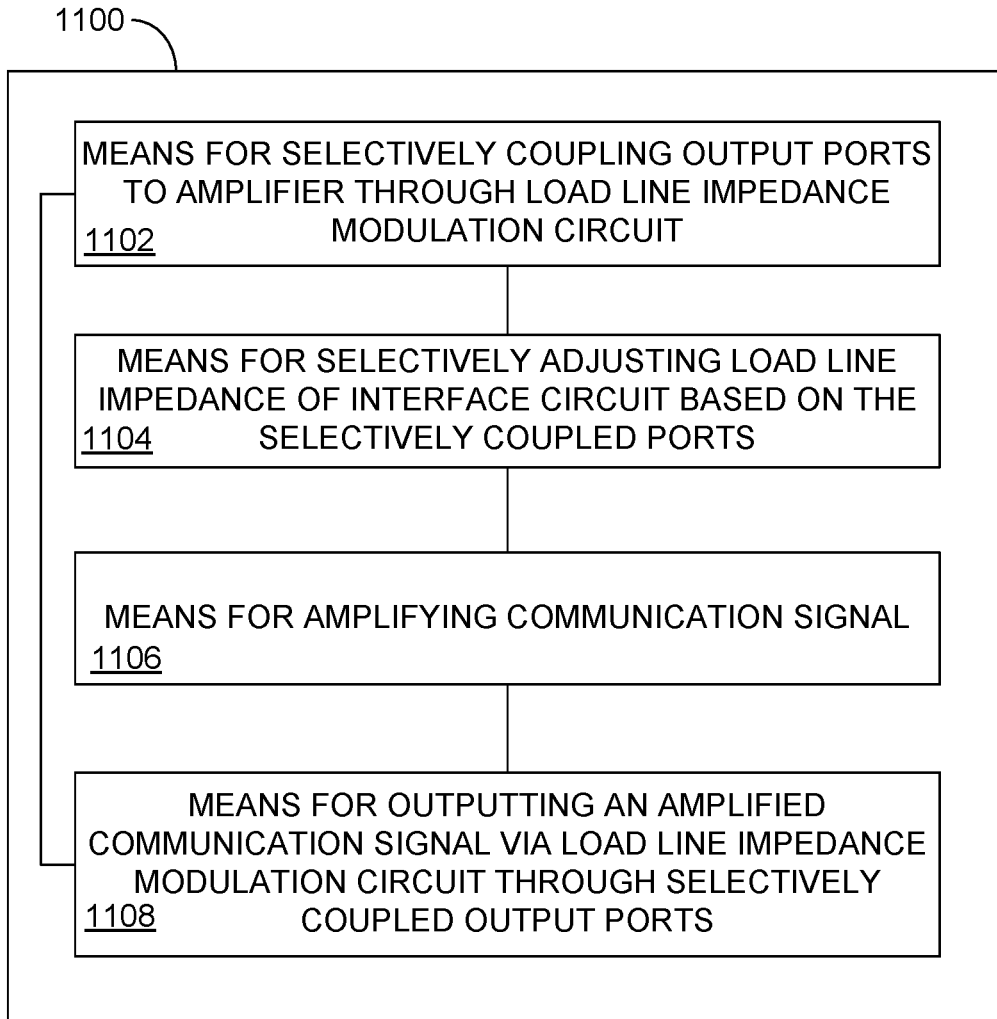 1100
MEANS FOR SELECTIVELY COUPLING OUTPUT PORTS
TO AMPLIFIER THROUGH LOAD LINE IMPEDANCE
MODULATION CIRCUIT
1102
MEANS FOR SELECTIVELY ADJUSTING LOAD LINE
IMPEDANCE OF INTERFACE CIRCUIT BASED ON THE
SELECTIVELY COUPLED PORTS
1104
MEANS FOR AMPLIFYING COMMUNICATION SIGNAL
1106
MEANS FOR OUTPUTTING AN AMPLIFIED
COMMUNICATION SIGNAL VIA LOAD LINE IMPEDANCE
MODULATION CIRCUIT THROUGH SELECTIVELY
COUPLED OUTPUT PORTS
1108